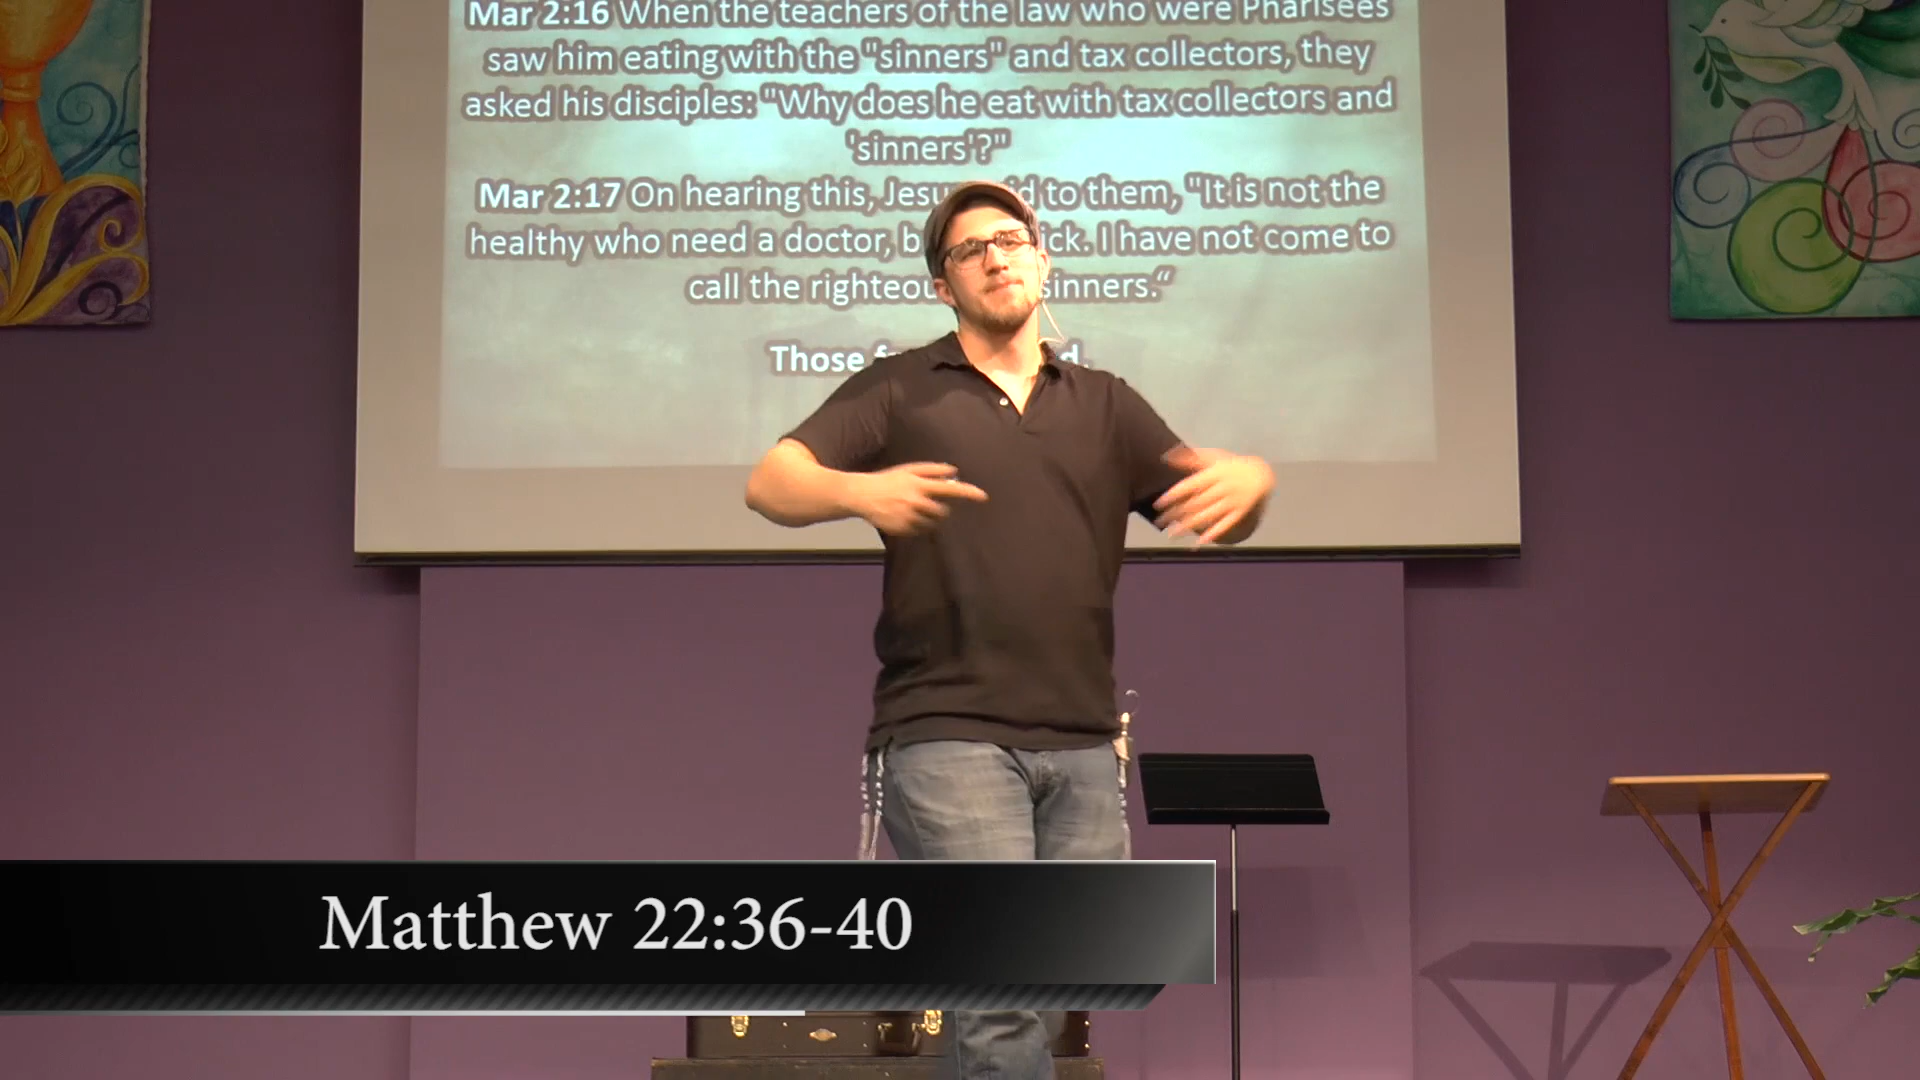 Mar 2:16 When the teachers of the law who were Pharisees
saw him eating with the "sinners" and tax collectors, they
asked his disciples: "Why does he eat with tax collectors and
'sinners'?"
Mar 2:17 On hearing this, to them, "It is not the
healthy who need a doctor, I have not come to
call the sinners.“
Those
Matthew 22:36-40